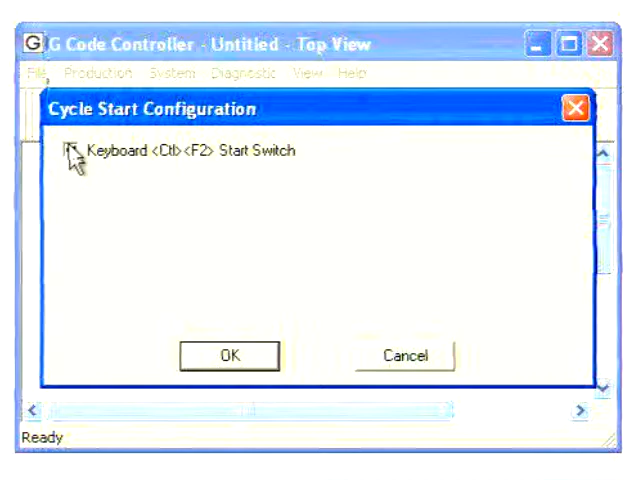 G G Code Controller - Untitled - Top View
File Production System Diagnostic View Help
Cycle Start Configuration
Keyboard <Ctl><F2> Start Switch
OK Cancel
Ready